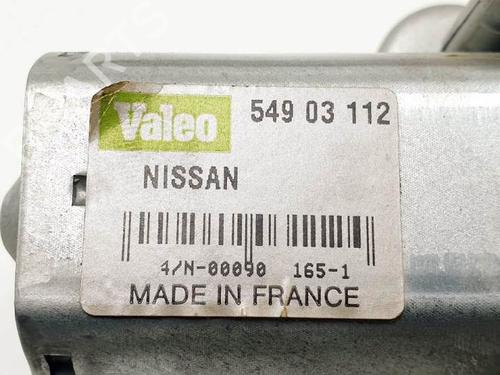 Valeo 549 03 112
NISSAN
4/N-00090 165-1
MADE IN FRANCE